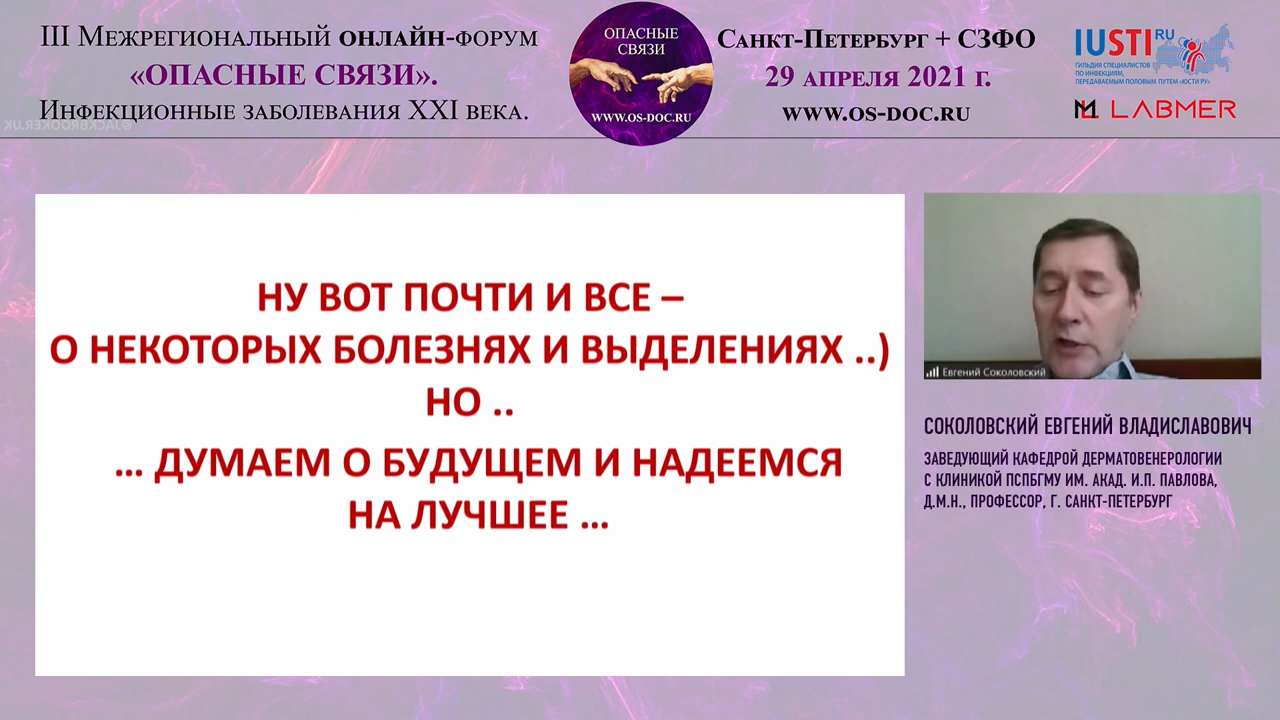 III Межрегиональный онлайн-форум
«ОПАСНЫЕ СВЯЗИ».
Инфекционные заболевания XXI века.
@JACKBROOKER.UK
ОПАСНЫЕ
СВЯЗИ
WWW.OS-DOC.RU
Санкт-Петербург + СЗФО
29 апреля 2021 г.
www.os-doc.ru
IUSTI RU
ГИЛЬДИЯ СПЕЦИАЛИСТОВ
ПО ИНФЕКЦИЯМ,
ПЕРЕДАВАЕМЫМ ПОЛОВЫМ ПУТЕМ «ЮСТИ РУ»
LABMER
НУ ВОТ ПОЧТИ И ВСЕ –
О НЕКОТОРЫХ БОЛЕЗНЯХ И ВЫДЕЛЕНИЯХ ..)
НО ..
... ДУМАЕМ О БУДУЩЕМ И НАДЕЕМСЯ
НА ЛУЧШЕЕ ...
Евгений Соколовский
СОКОЛОВСКИЙ ЕВГЕНИЙ ВЛАДИСЛАВОВИЧ
ЗАВЕДУЮЩИЙ КАФЕДРОЙ ДЕРМАТОВЕНЕРОЛОГИИ
С КЛИНИКОЙ ПСПБГМУ ИМ. АКАД. И.П. ПАВЛОВА,
Д.М.Н., ПРОФЕССОР, Г. САНКТ-ПЕТЕРБУРГ